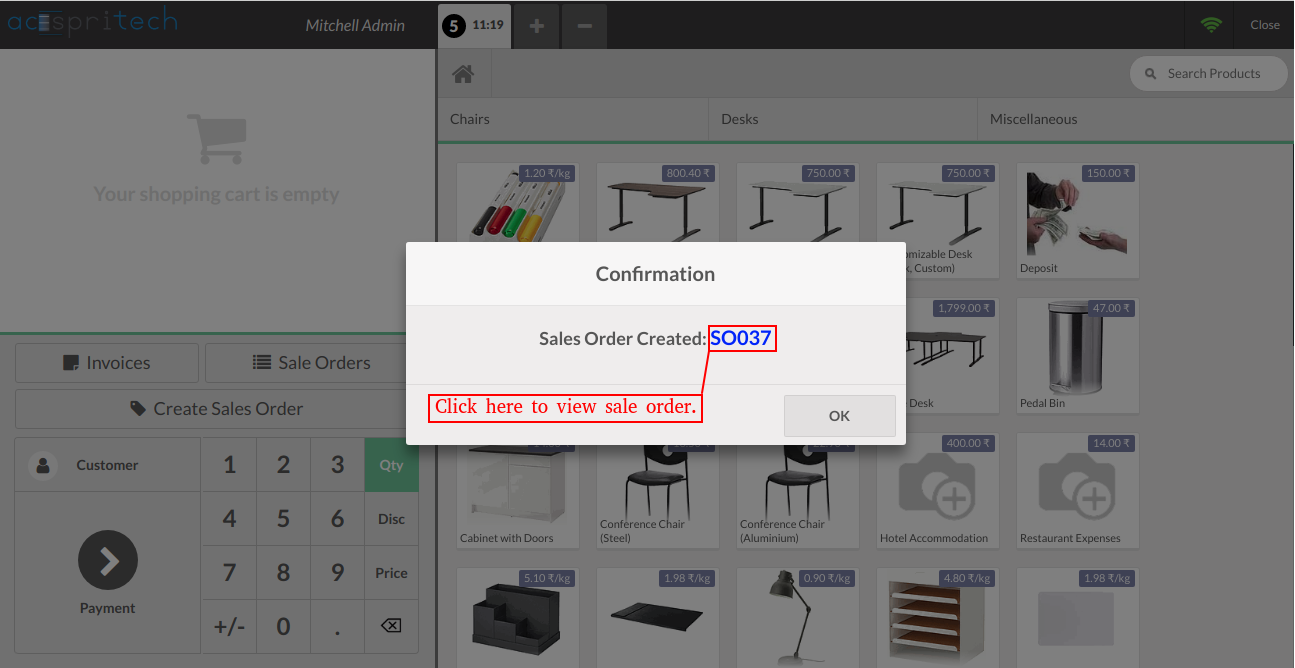 acespritech
Mitchell Admin
5 11:19
+
−
Close
Search Products
Chairs
Desks
Miscellaneous
Your shopping cart is empty
1.20 ₹/kg
800.40 ₹
750.00 ₹
750.00 ₹
150.00 ₹
omizable Desk
, Custom)
Deposit
Confirmation
Sales Order Created: SO037
Click here to view sale order.
OK
1,799.00 ₹
47.00 ₹
Desk
Pedal Bin
Invoices
Sale Orders
Create Sales Order
Customer
1 2 3 Qty
4 5 6 Disc
7 8 9 Price
+/- 0 .
Payment
400.00 ₹
14.00 ₹
Cabinet with Doors
Conference Chair
(Steel)
Conference Chair
(Aluminium)
Hotel Accommodation
Restaurant Expenses
5.10 ₹/kg
1.98 ₹/kg
0.90 ₹/kg
4.80 ₹/kg
1.98 ₹/kg